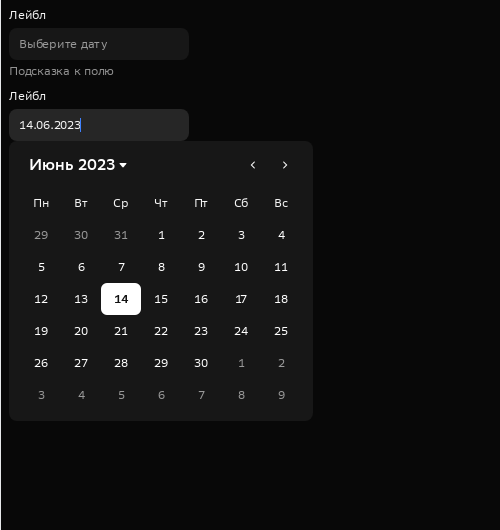 Лейбл
Выберите дату
Подсказка к полю
Лейбл
14.06.2023
Июнь 2023
Пн Вт Ср Чт Пт Сб Вс
29 30 31 1 2 3 4
5 6 7 8 9 10 11
12 13 14 15 16 17 18
19 20 21 22 23 24 25
26 27 28 29 30 1 2
3 4 5 6 7 8 9